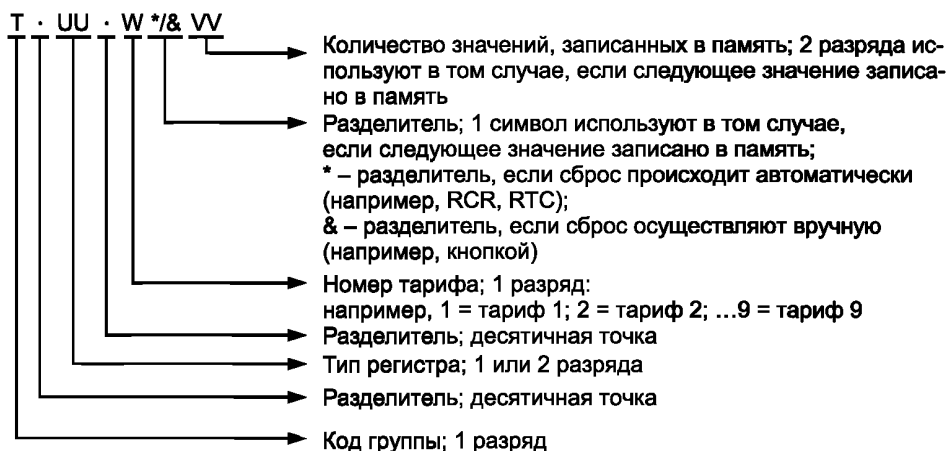 T · UU · W */& VV
Количество значений, записанных в память; 2 разряда ис-
пользуют в том случае, если следующее значение записа-
но в память
Разделитель; 1 символ используют в том случае,
если следующее значение записано в память;
* – разделитель, если сброс происходит автоматически
(например, RCR, RTC);
& – разделитель, если сброс осуществляют вручную
(например, кнопкой)
Номер тарифа; 1 разряд:
например, 1 = тариф 1; 2 = тариф 2; ...9 = тариф 9
Разделитель; десятичная точка
Тип регистра; 1 или 2 разряда
Разделитель; десятичная точка
Код группы; 1 разряд